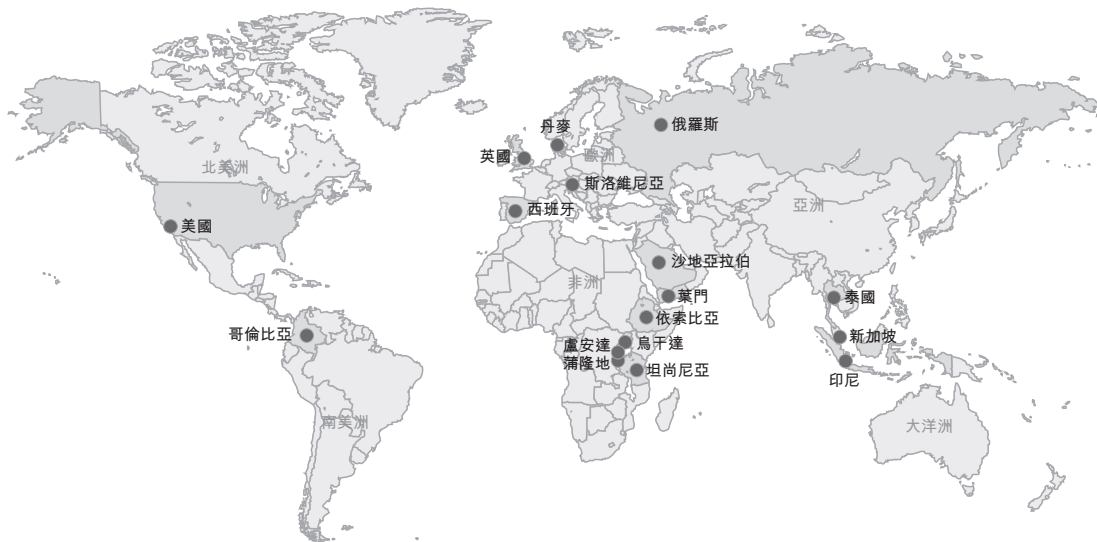 丹麥
俄羅斯
英國
歐洲
北美洲
斯洛維尼亞
亞洲
西班牙
美國
沙地亞拉伯
非洲
葉門
泰國
依索比亞
哥倫比亞
新加坡
烏干達
盧安達
蒲隆地
坦尚尼亞
印尼
南美洲
大洋洲